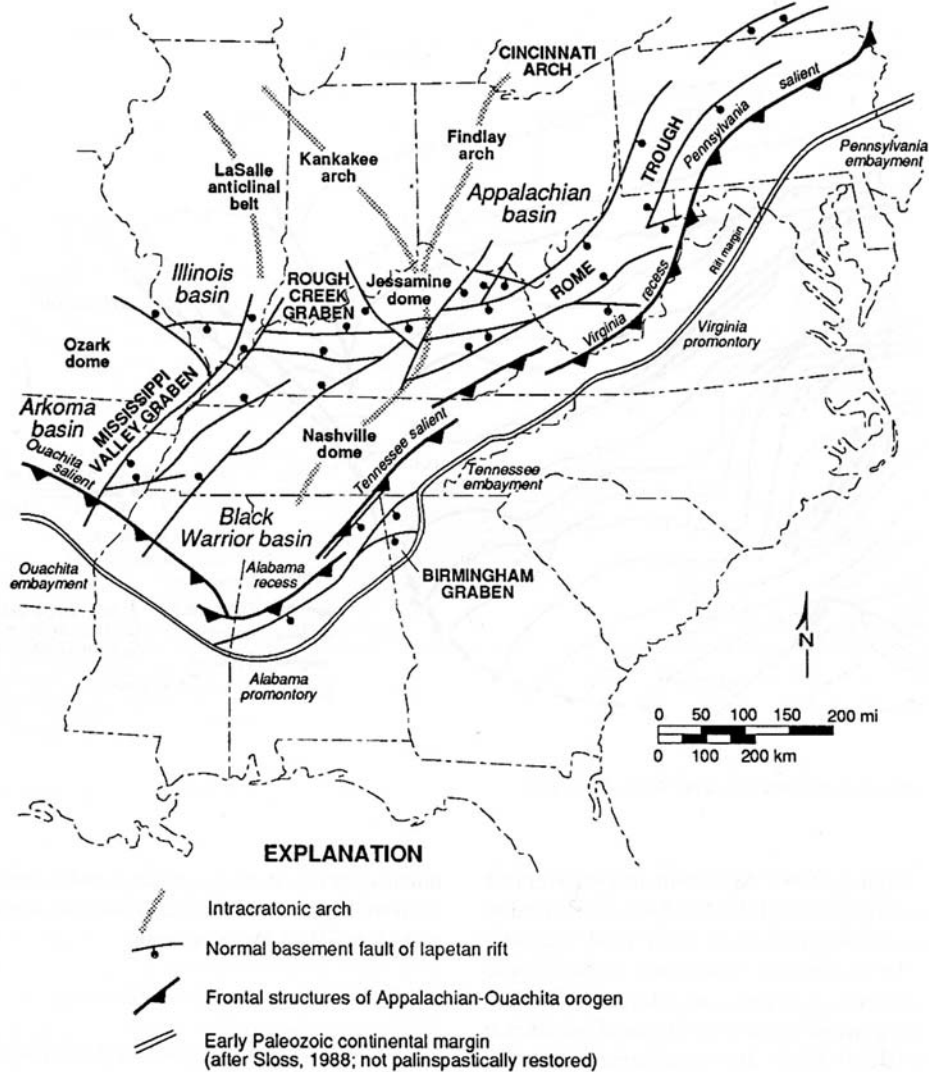 CINCINNATI
ARCH
salient
Pennsylvania
TROUGH
Pennsylvania
embayment
Findlay
arch
Kankakee
arch
LaSalle
anticlinal
belt
Appalachian
basin
Illinois
basin
ROUGH
CREEK
GRABEN
Jessamine
dome
ROME
Rift margin
recess
Virginia
Virginia
promontory
Ozark
dome
MISSISSIPPI
VALLEY GRABEN
Arkoma
basin
Ouachita
salient
Nashville
dome
Tennessee salient
Tennessee
embayment
Black
Warrior basin
Ouachita
embayment
Alabama
recess
BIRMINGHAM
GRABEN
Alabama
promontory
N
0 50 100 150 200 mi
0 100 200 km
EXPLANATION
Intracratonic arch
Normal basement fault of Iapetan rift
Frontal structures of Appalachian-Ouachita orogen
Early Paleozoic continental margin
(after Sloss, 1988; not palinspastically restored)